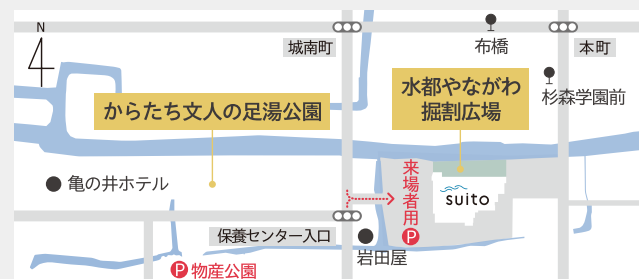 N
城南町
布橋
本町
杉森学園前
からたち文人の足湯公園
水都やながわ
掘割広場
亀の井ホテル
来場者用
P
suito
保養センター入口
岩田屋
P 物産公園